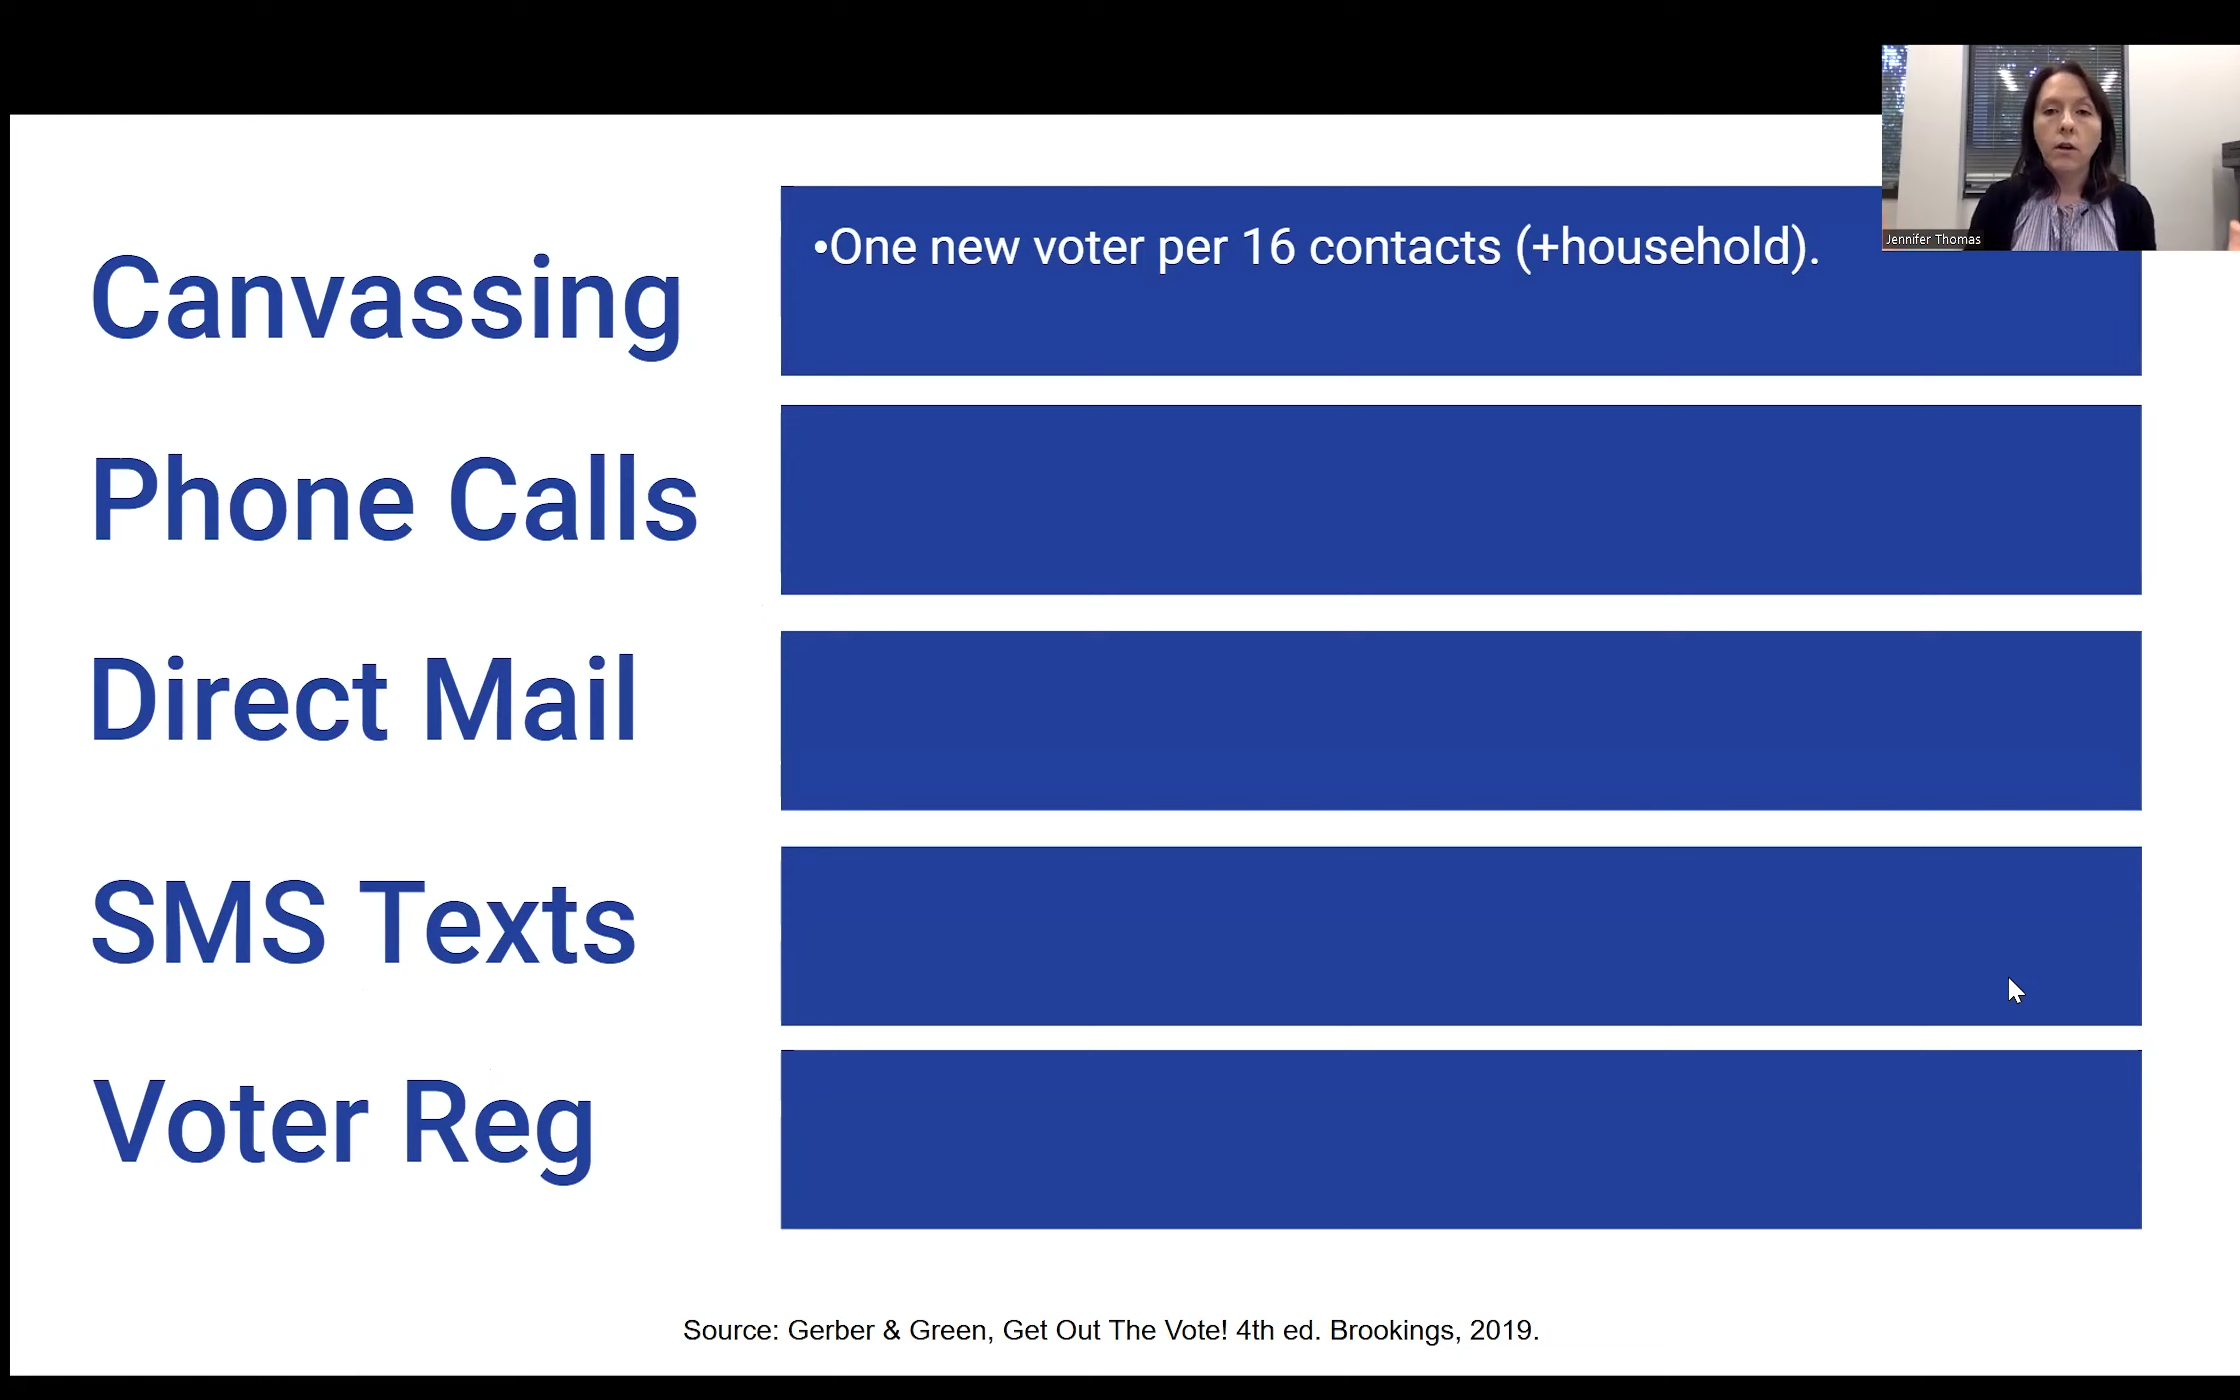 Jennifer Thomas
Canvassing
•One new voter per 16 contacts (+household).
Phone Calls
Direct Mail
SMS Texts
Voter Reg
Source: Gerber & Green, Get Out The Vote! 4th ed. Brookings, 2019.